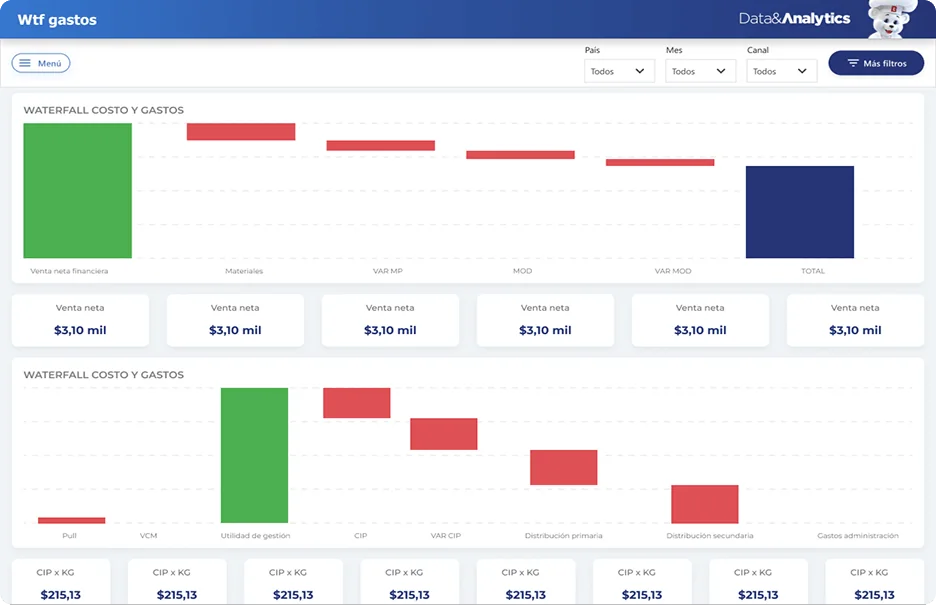 Wtf gastos
Data&Analytics
Menú
País
Mes
Canal
Todos
Todos
Todos
Más filtros
WATERFALL COSTO Y GASTOS
Venta neta financiera
Materiales
VAR MP
MOD
VAR MOD
TOTAL
Venta neta
Venta neta
Venta neta
Venta neta
Venta neta
Venta neta
$3,10 mil
$3,10 mil
$3,10 mil
$3,10 mil
$3,10 mil
$3,10 mil
WATERFALL COSTO Y GASTOS
Pull
VCM
Utilidad de gestión
CIP
VAR CIP
Distribución primaria
Distribución secundaria
Gastos administración
CIP x KG
CIP x KG
CIP x KG
CIP x KG
CIP x KG
CIP x KG
CIP x KG
CIP x KG
$215,13
$215,13
$215,13
$215,13
$215,13
$215,13
$215,13
$215,13